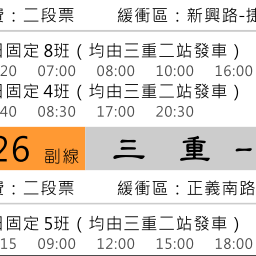 費：二段票 緩衝區：新興路-捷
日固定 8班（均由三重二站發車）
20 07:00 08:00 10:00 16:00
日固定 4班（均由三重二站發車）
40 08:30 17:00 20:30
26 副線 三 重 一
費：二段票 緩衝區：正義南路
日固定 5班（均由三重二站發車）
15 09:00 12:00 15:00 18:00